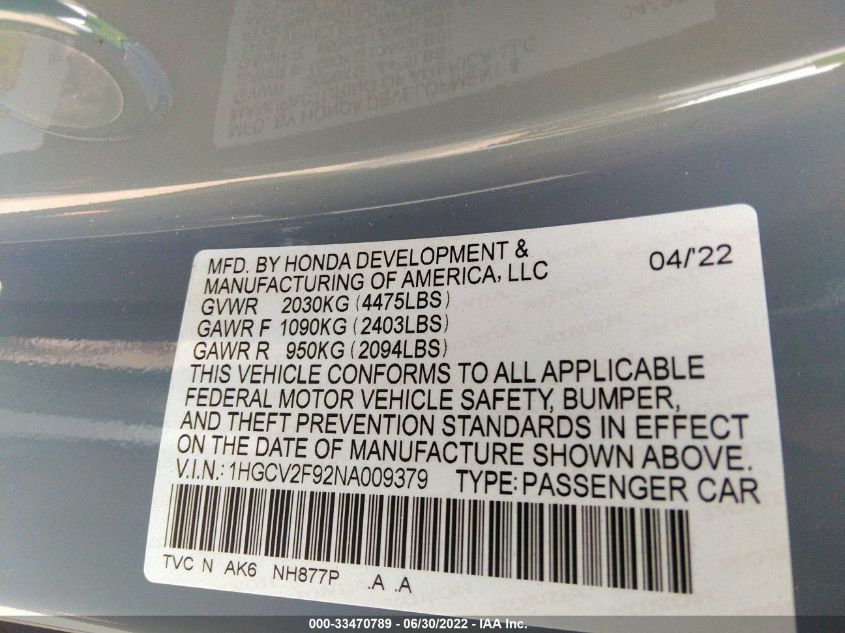 MFD. BY HONDA DEVELOPMENT &
MANUFACTURING OF AMERICA, LLC
04/'22
GVWR 2030KG (4475LBS)
GAWR F 1090KG (2403LBS)
GAWR R 950KG (2094LBS)
THIS VEHICLE CONFORMS TO ALL APPLICABLE
FEDERAL MOTOR VEHICLE SAFETY, BUMPER,
AND THEFT PREVENTION STANDARDS IN EFFECT
ON THE DATE OF MANUFACTURE SHOWN ABOVE.
V.I.N.: 1HGCV2F92NA009379 TYPE: PASSENGER CAR
TVC N AK6 NH877P .A .A
000-33470789 - 06/30/2022 - IAA Inc.